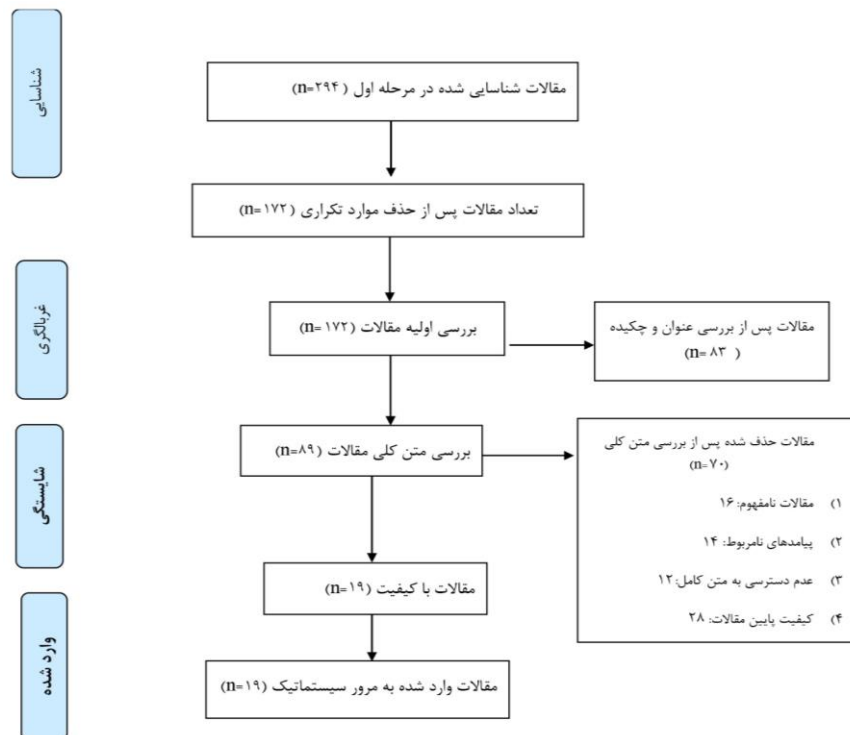 شناسایی
مقالات شناسایی شده در مرحله اول (n=۲۹۴)
تعداد مقالات پس از حذف موارد تکراری (n=۱۷۲)
غربالگری
بررسی اولیه مقالات (n= ۱۷۲)
مقالات پس از بررسی عنوان و چکیده
(n= ۸۳ )
شایستگی
بررسی متن کلی مقالات (n=۸۹)
مقالات حذف شده پس از بررسی متن کلی
(n=۷۰)
۱) مقالات نامفهوم: ۱۶
۲) پیامدهای نامربوط: ۱۴
۳) عدم دسترسی به متن کامل: ۱۲
۴) کیفیت پایین مقالات: ۲۸
مقالات با کیفیت (n=۱۹)
وارد شده
مقالات وارد شده به مرور سیستماتیک (n=۱۹)